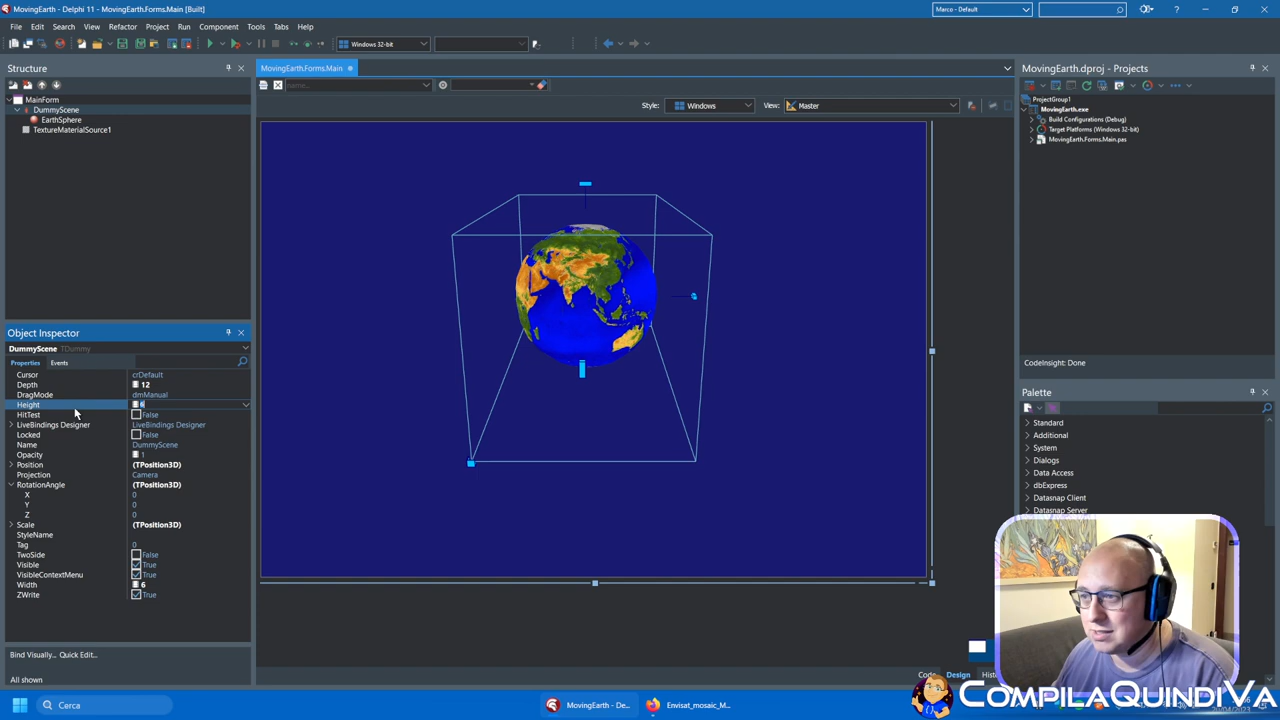 MovingEarth - Delphi 11 - MovingEarth.Forms.Main [Built]
Marco - Default
File Edit Search View Refactor Project Run Component Tools Tabs Help
Windows 32-bit
Structure
MainForm
DummyScene
EarthSphere
TextureMaterialSource1
MovingEarth.Forms.Main
name...
Style: Windows View: Master
MovingEarth.dproj - Projects
ProjectGroup1
MovingEarth.exe
Build Configurations (Debug)
Target Platforms (Windows 32-bit)
MovingEarth.Forms.Main.pas
CodeInsight: Done
Object Inspector
DummyScene TDummy
Properties Events
Cursor crDefault
Depth 12
DragMode dmManual
Height 6
HitTest False
LiveBindings Designer LiveBindings Designer
Locked False
Name DummyScene
Opacity 1
Position (TPosition3D)
Projection Camera
RotationAngle (TPosition3D)
X 0
Y 0
Z 0
Scale (TPosition3D)
StyleName
Tag 0
TwoSide False
Visible True
VisibleContextMenu True
Width 6
ZWrite True
Bind Visually... Quick Edit...
All shown
Palette
Standard
Additional
System
Dialogs
Data Access
dbExpress
Datasnap Client
Datasnap Server
Design
COMPILAQUINDIVA
Cerca
MovingEarth - De...
Envisat_mosaic_M...